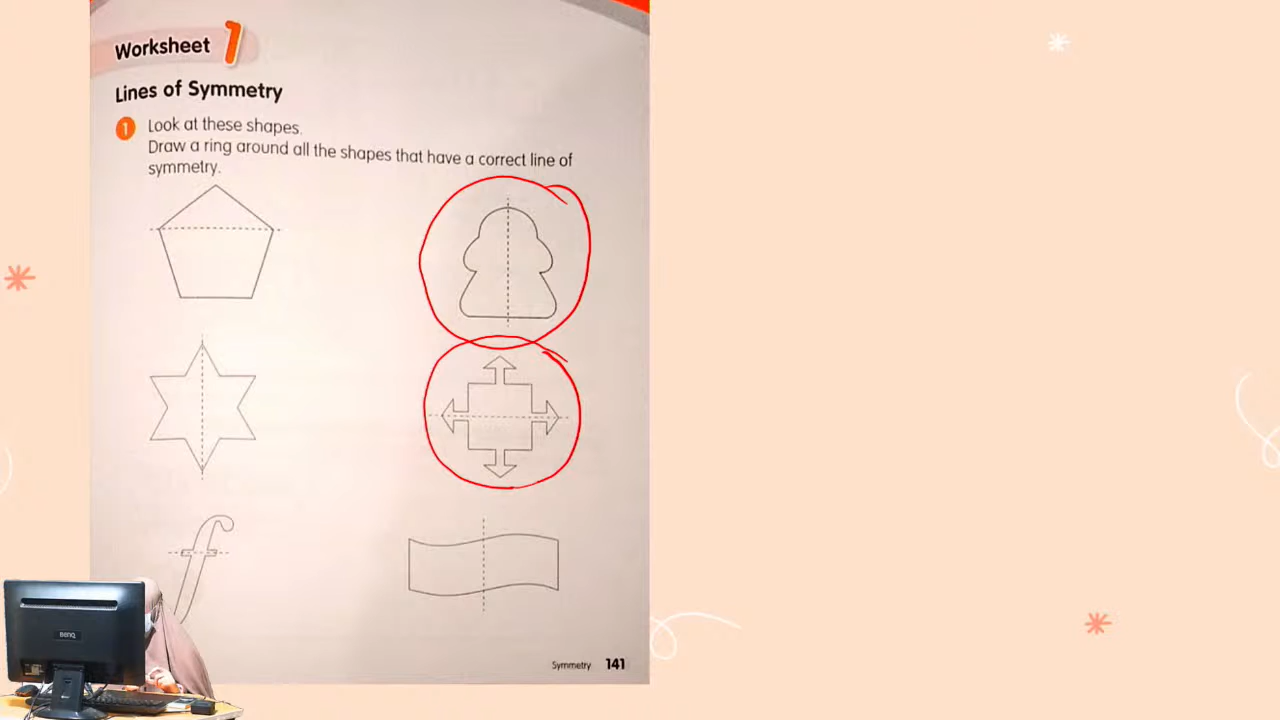 Worksheet 1
Lines of Symmetry
1 Look at these shapes.
Draw a ring around all the shapes that have a correct line of
symmetry.
BenQ
Symmetry 141